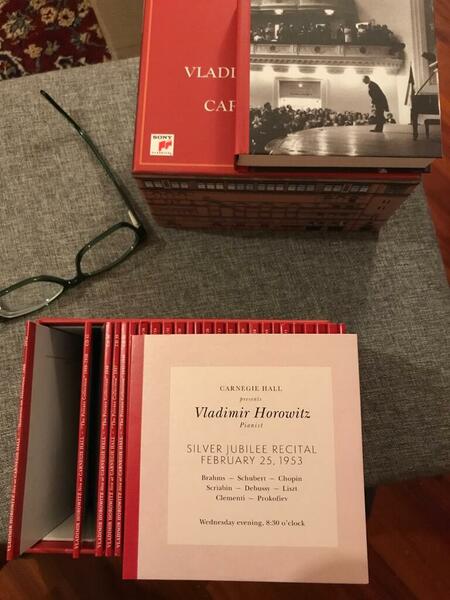 VLADI
CAR
SONY
CARNEGIE HALL
presents
Vladimir Horowitz
Pianist
SILVER JUBILEE RECITAL
FEBRUARY 25, 1953
Brahms — Schubert — Chopin
Scriabin — Debussy — Liszt
Clementi — Prokofiev
Wednesday evening, 8:30 o'clock